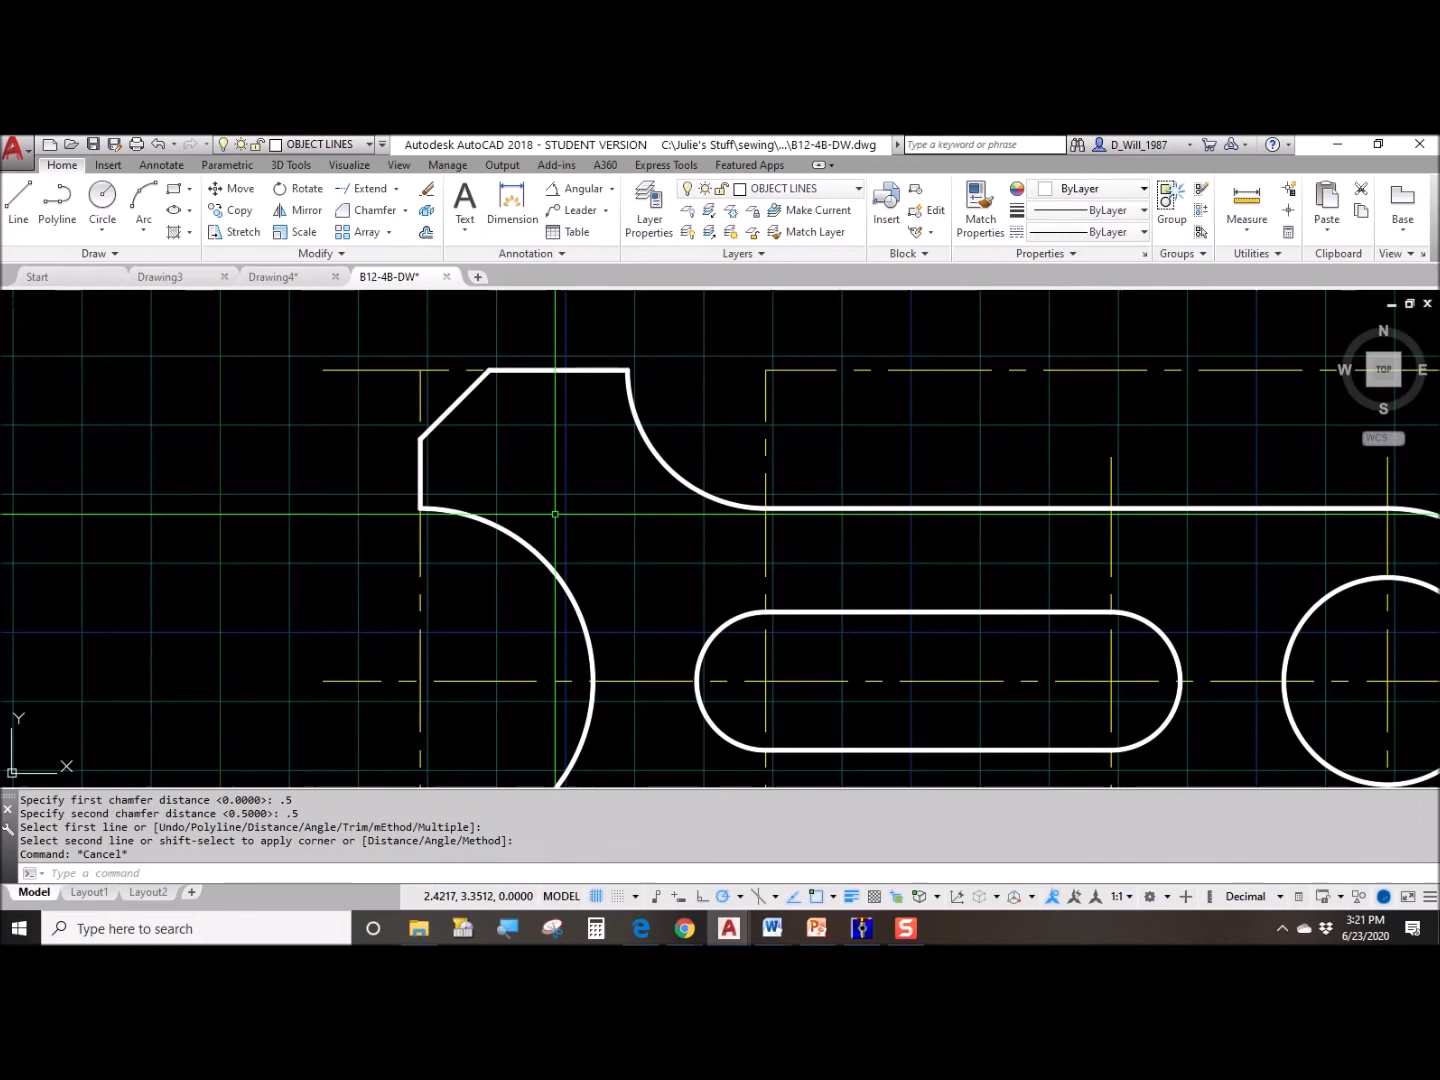 OBJECT LINES
Autodesk AutoCAD 2018 - STUDENT VERSION C:\Julie's Stuff\sewing\...\B12-4B-DW.dwg
Type a keyword or phrase
D_Will_1987
Home Insert Annotate Parametric 3D Tools Visualize View Manage Output Add-ins A360 Express Tools Featured Apps
Move Rotate Extend Angular OBJECT LINES ByLayer
Line Polyline Circle Arc Copy Mirror Chamfer Text Dimension Leader Layer Properties Make Current Insert Edit Match Properties ByLayer Group Measure Paste Base
Stretch Scale Array Table Match Layer ByLayer
Draw Modify Annotation Layers Block Properties Groups Utilities Clipboard View
Start Drawing3 Drawing4* B12-4B-DW*
N
W TOP E
S
WCS
Y
X
Specify first chamfer distance <0.0000>: .5
Specify second chamfer distance <0.5000>: .5
Select first line or [Undo/Polyline/Distance/Angle/Trim/mEthod/Multiple]:
Select second line or shift-select to apply corner or [Distance/Angle/Method]:
Command: *Cancel*
Type a command
Model Layout1 Layout2 + 2.4217, 3.3512, 0.0000 MODEL 1:1 Decimal
Type here to search
3:21 PM
6/23/2020